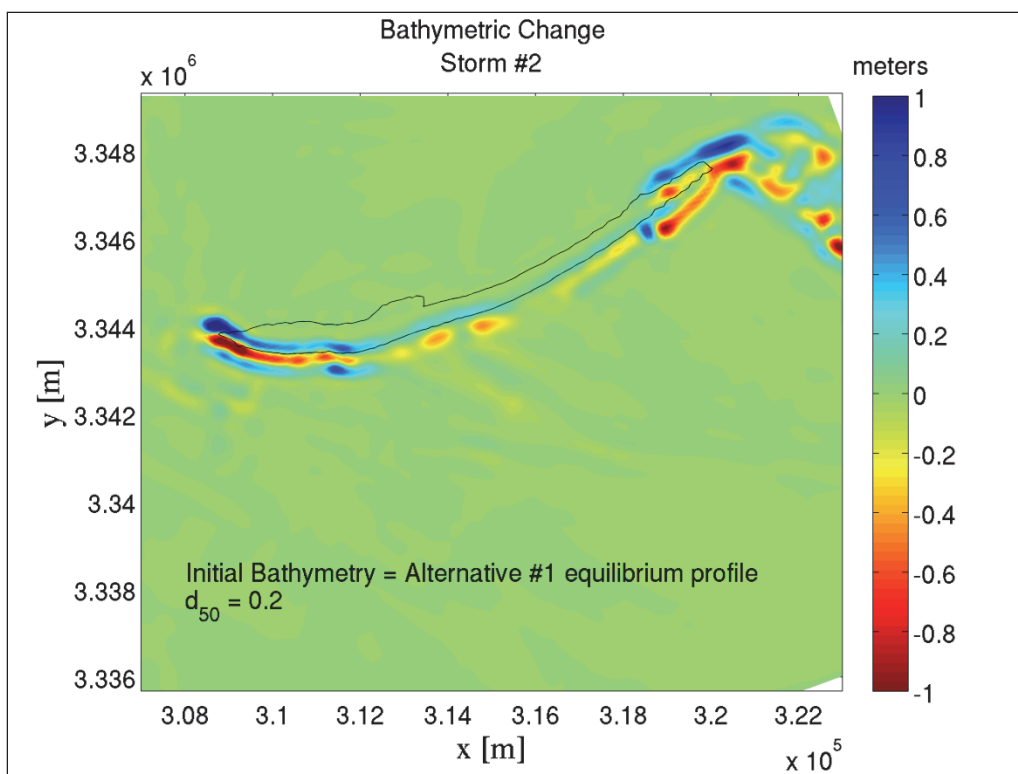 Bathymetric Change
Storm #2
x 10^6
meters
3.348
3.346
3.344
3.342
3.34
3.338
3.336
y [m]
Initial Bathymetry = Alternative #1 equilibrium profile
d_50 = 0.2
3.08
3.1
3.12
3.14
3.16
3.18
3.2
3.22
x [m]
x 10^5
1
0.8
0.6
0.4
0.2
0
-0.2
-0.4
-0.6
-0.8
-1